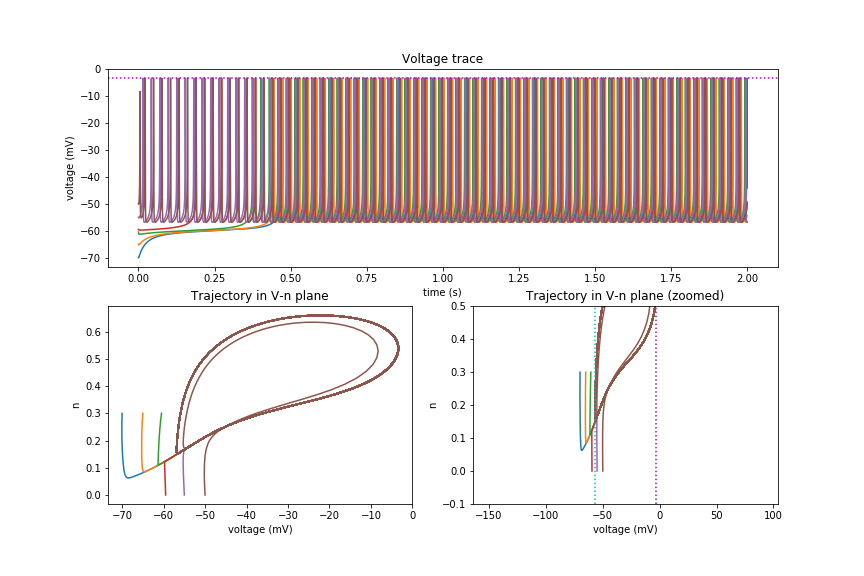 Voltage trace
voltage (mV)
0
−10
−20
−30
−40
−50
−60
−70
0.00 0.25 0.50 0.75 1.00 1.25 1.50 1.75 2.00
time (s)
Trajectory in V-n plane
n
0.6
0.5
0.4
0.3
0.2
0.1
0.0
−70 −60 −50 −40 −30 −20 −10 0
voltage (mV)
Trajectory in V-n plane (zoomed)
n
0.5
0.4
0.3
0.2
0.1
0.0
−0.1
−150 −100 −50 0 50 100
voltage (mV)